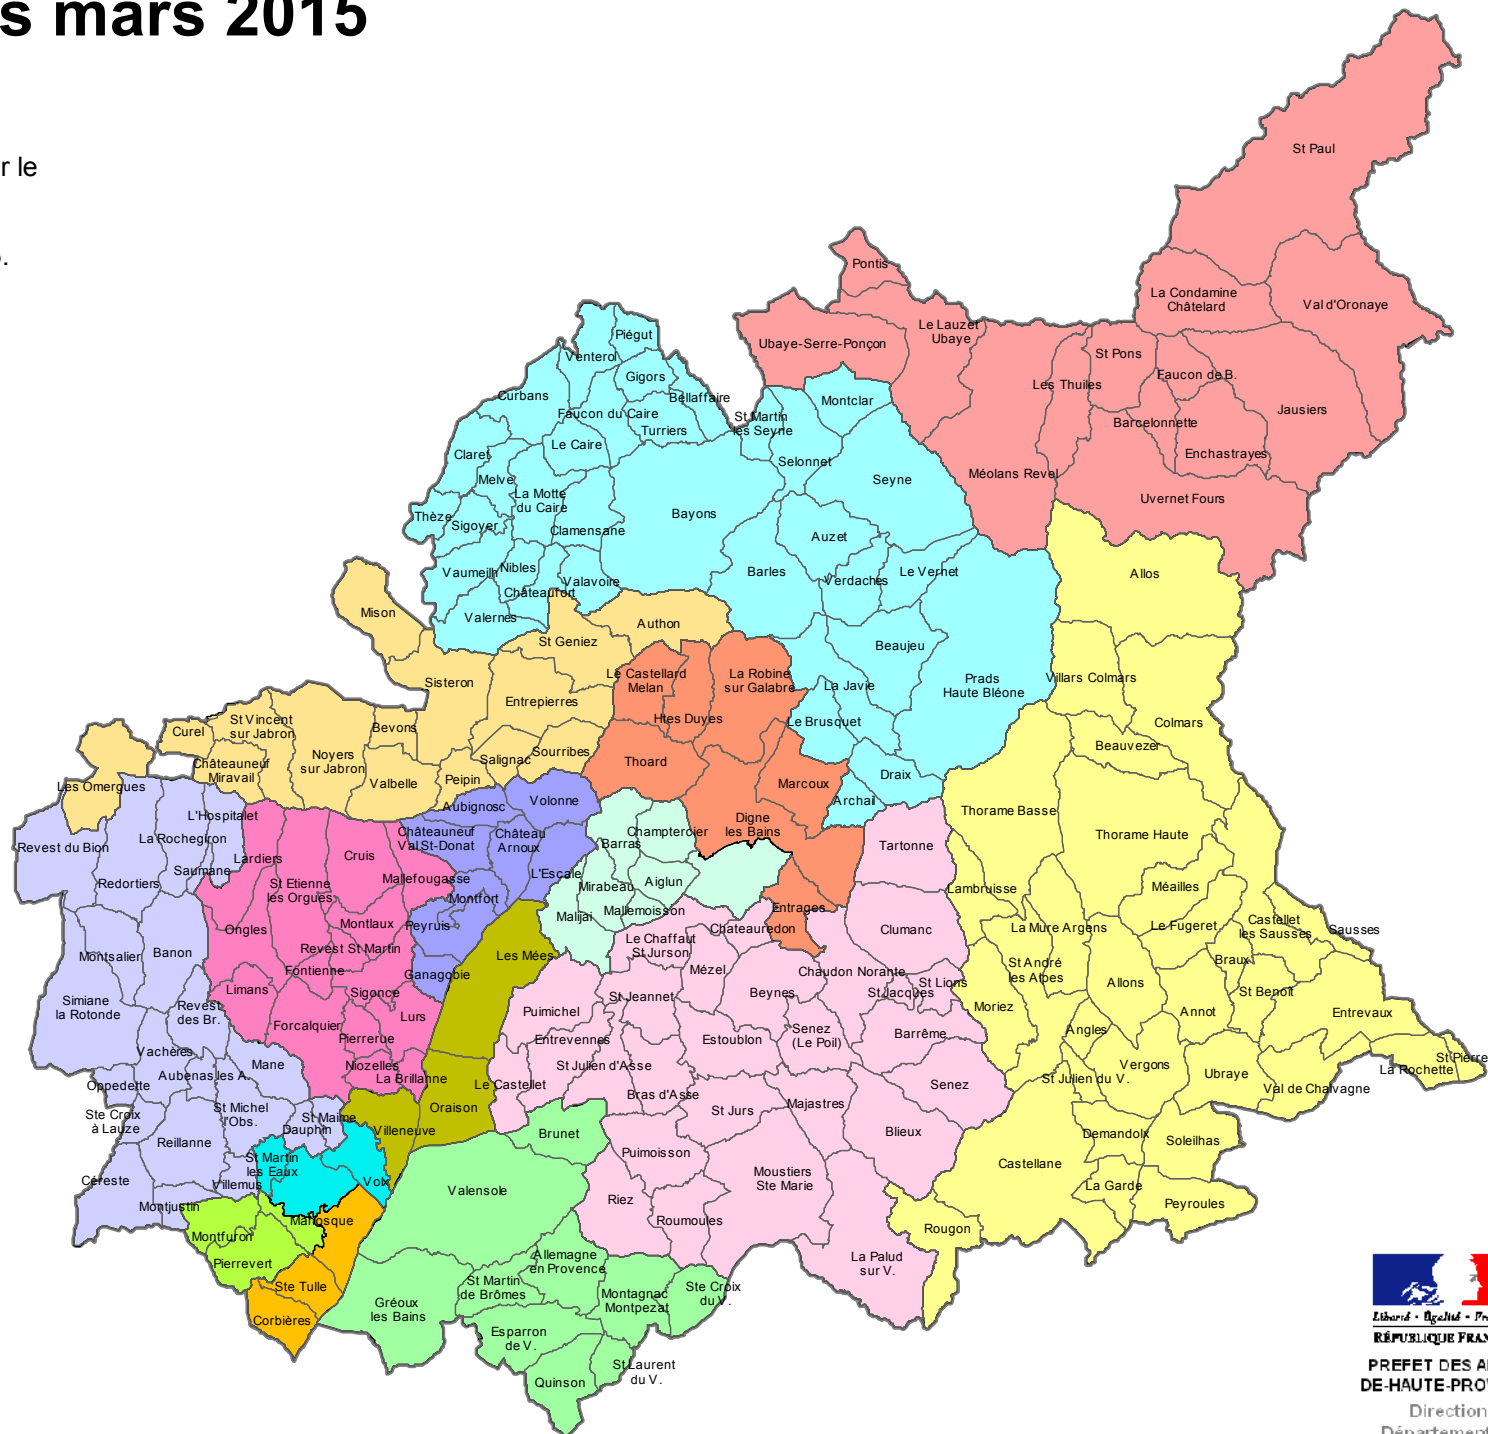 s mars 2015
r le
St Paul
Pontis
La Condamine
Châtelard
Val d'Oronaye
Le Lauzet
Ubaye
Ubaye-Serre-Ponçon
St Pons
Les Thuiles
Faucon de B.
Jausiers
Barcelonnette
Enchastrayes
Méolans Revel
Uvernet Fours
Piégut
Venterol
Gigors
Bellaffaire
Curbans
Faucon du Caire
Turriers
St Martin
les Seyne
Montclar
Le Caire
Claret
Selonnet
Seyne
Melve
La Motte
du Caire
Thèze
Sigoyer
Clamensane
Bayons
Auzet
Vaumeilh
Nibles
Valavoire
Châteaufort
Barles
Verdaches
Le Vernet
Valernes
Allos
Mison
St Geniez
Authon
Beaujeu
Sisteron
Entrepierres
Le Castellard
Melan
La Robine
sur Galabre
La Javie
Prads
Haute Bléone
Villars Colmars
Htes Duyes
Le Brusquet
Colmars
Curel
St Vincent
sur Jabron
Bevons
Beauvezer
Châteauneuf
Miravail
Noyers
sur Jabron
Salignac
Sourribes
Thoard
Draix
Les Omergues
Valbelle
Peipin
Marcoux
Archail
Aubignosc
Volonne
Thorame Basse
L'Hospitalet
Digne
les Bains
Thorame Haute
La Rochegiron
Châteauneuf
Val St-Donat
Château
Arnoux
Champtercier
Barras
Tartonne
Revest du Bion
Lardiers
Cruis
Saumane
L'Escale
Redortiers
St Etienne
les Orgues
Mallefougasse
Mirabeau
Aiglun
Lambruisse
Méailles
Montfort
Malijai
Mallemoisson
Entrages
Ongles
Montlaux
Peyruis
Chateauredon
Clumanc
La Mure Argens
Le Fugeret
Castellet
les Sausses
Sausses
Montsalier
Banon
Revest St Martin
Les Mées
Le Chaffaut
St Jurson
Mézel
Chaudon Norante
St André
les Alpes
Braux
Fontienne
Ganagobie
St Lions
Allons
St Benoît
Limans
Sigonce
St Jeannet
Beynes
St Jacques
Simiane
la Rotonde
Revest
des Br.
Lurs
Puimichel
Moriez
Annot
Entrevaux
Forcalquier
Pierrerue
Entrevennes
Estoublon
Senez
(Le Poil)
Barrême
Angles
Vachères
Mane
Niozelles
St Julien d'Asse
Vergons
Ubraye
St Pierre
La Rochette
Aubenas les A.
La Brillanne
Le Castellet
Senez
St Julien du V.
Val de Chalvagne
Oppedette
Oraison
Bras d'Asse
St Jurs
Majastres
Ste Croix
à Lauze
St Michel
l'Obs.
St Maime
Dauphin
Villeneuve
Brunet
Blieux
Demandolx
Soleilhas
Reillanne
Puimoisson
Castellane
St Martin
les Eaux
Céreste
Villemus
Voix
Valensole
Moustiers
Ste Marie
La Garde
Montjustin
Riez
Peyroules
Manosque
Roumoules
Montfuron
Rougon
Pierrevert
Allemagne
en Provence
La Palud
sur V.
Ste Tulle
St Martin
de Brômes
Montagnac
Montpezat
Ste Croix
du V.
Corbières
Gréoux
les Bains
Esparron
de V.
St Laurent
du V.
Quinson
Liberté • Égalité • Fr
RÉPUBLIQUE FRAN
PREFET DES A
DE-HAUTE-PRO
Direction
Département